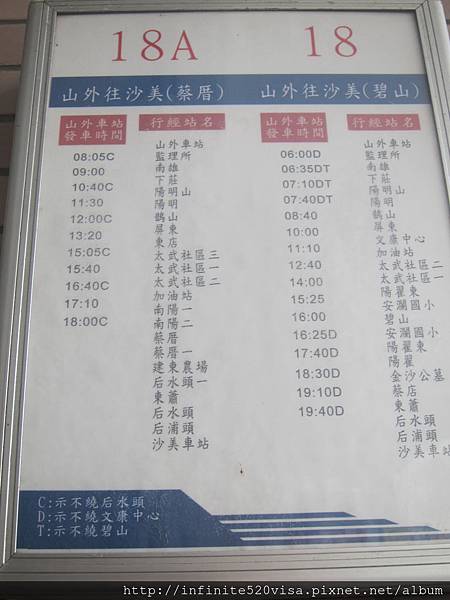 18A
山外往沙美(蔡厝)
山外車站
發車時間
08:05C
09:00
10:40C
11:30
12:00C
13:20
15:05C
15:40
16:40C
17:10
18:00C
行經站名
山外車站
監理所
南雄
下莊
陽明山
陽明
鵲山
屏東
東店
太武社區三
太武社區一
太武社區二
加油站
南陽一
南陽二
蔡厝
蔡厝一
建東農場
后水頭一
東蕭
后水頭
后浦頭
沙美車站
18
山外往沙美(碧山)
山外車站
發車時間
06:00D
06:35DT
07:10DT
07:40DT
08:40
10:00
11:10
12:40
14:00
15:25
16:00
16:25D
17:40D
18:30D
19:10D
19:40D
行經站名
山外車站
監理所
南雄
下莊
陽明山
陽明
鵲山
屏東
文康中心
加油站
太武社區二
太武社區一
陽翟東
安瀾國小
碧山
安瀾國小
陽翟東
陽翟
金沙公墓
蔡店
東蕭
后水頭
后浦頭
沙美車站
C:示不繞后水頭
D:示不繞文康中心
T:示不繞碧山
http://infinite520visa.pixnet.net/album